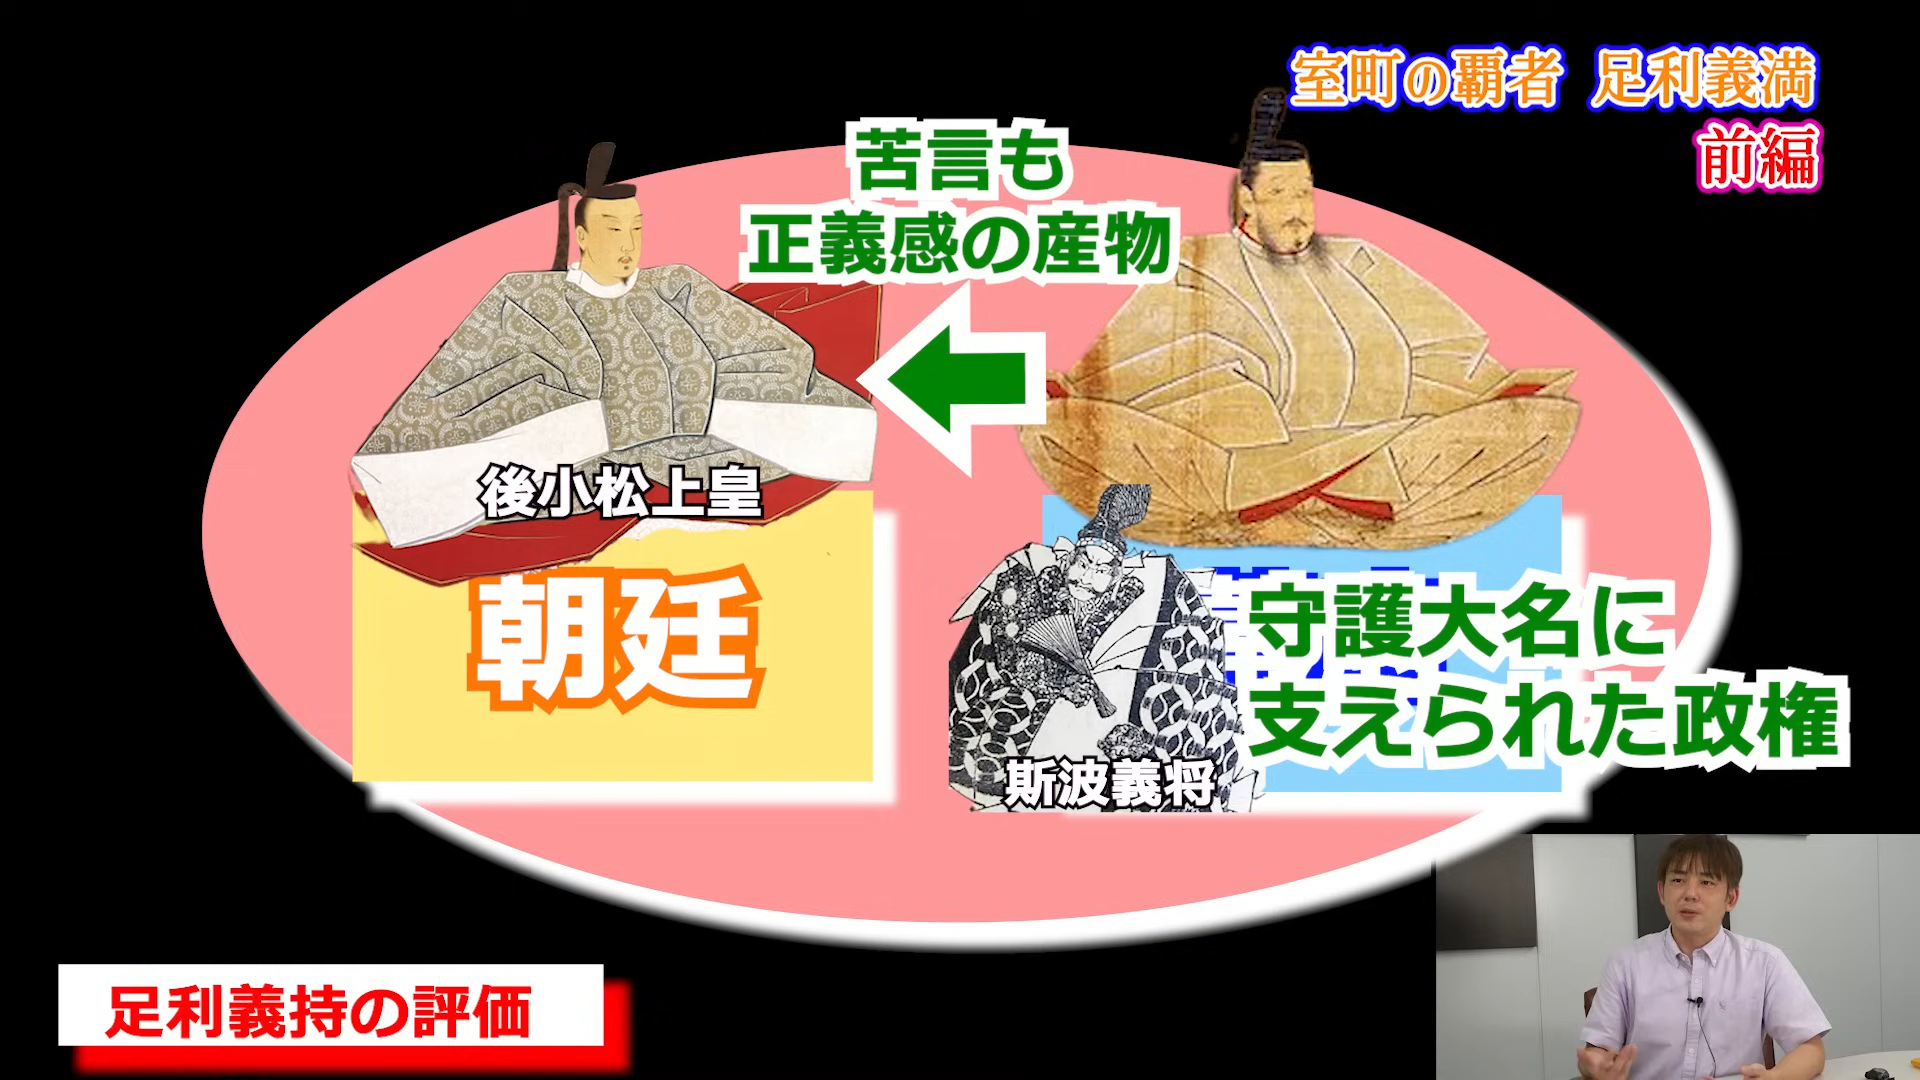 室町の覇者 足利義満
前編
苦言も
正義感の産物
後小松上皇
朝廷
守護大名に
支えられた政権
斯波義将
足利義持の評価